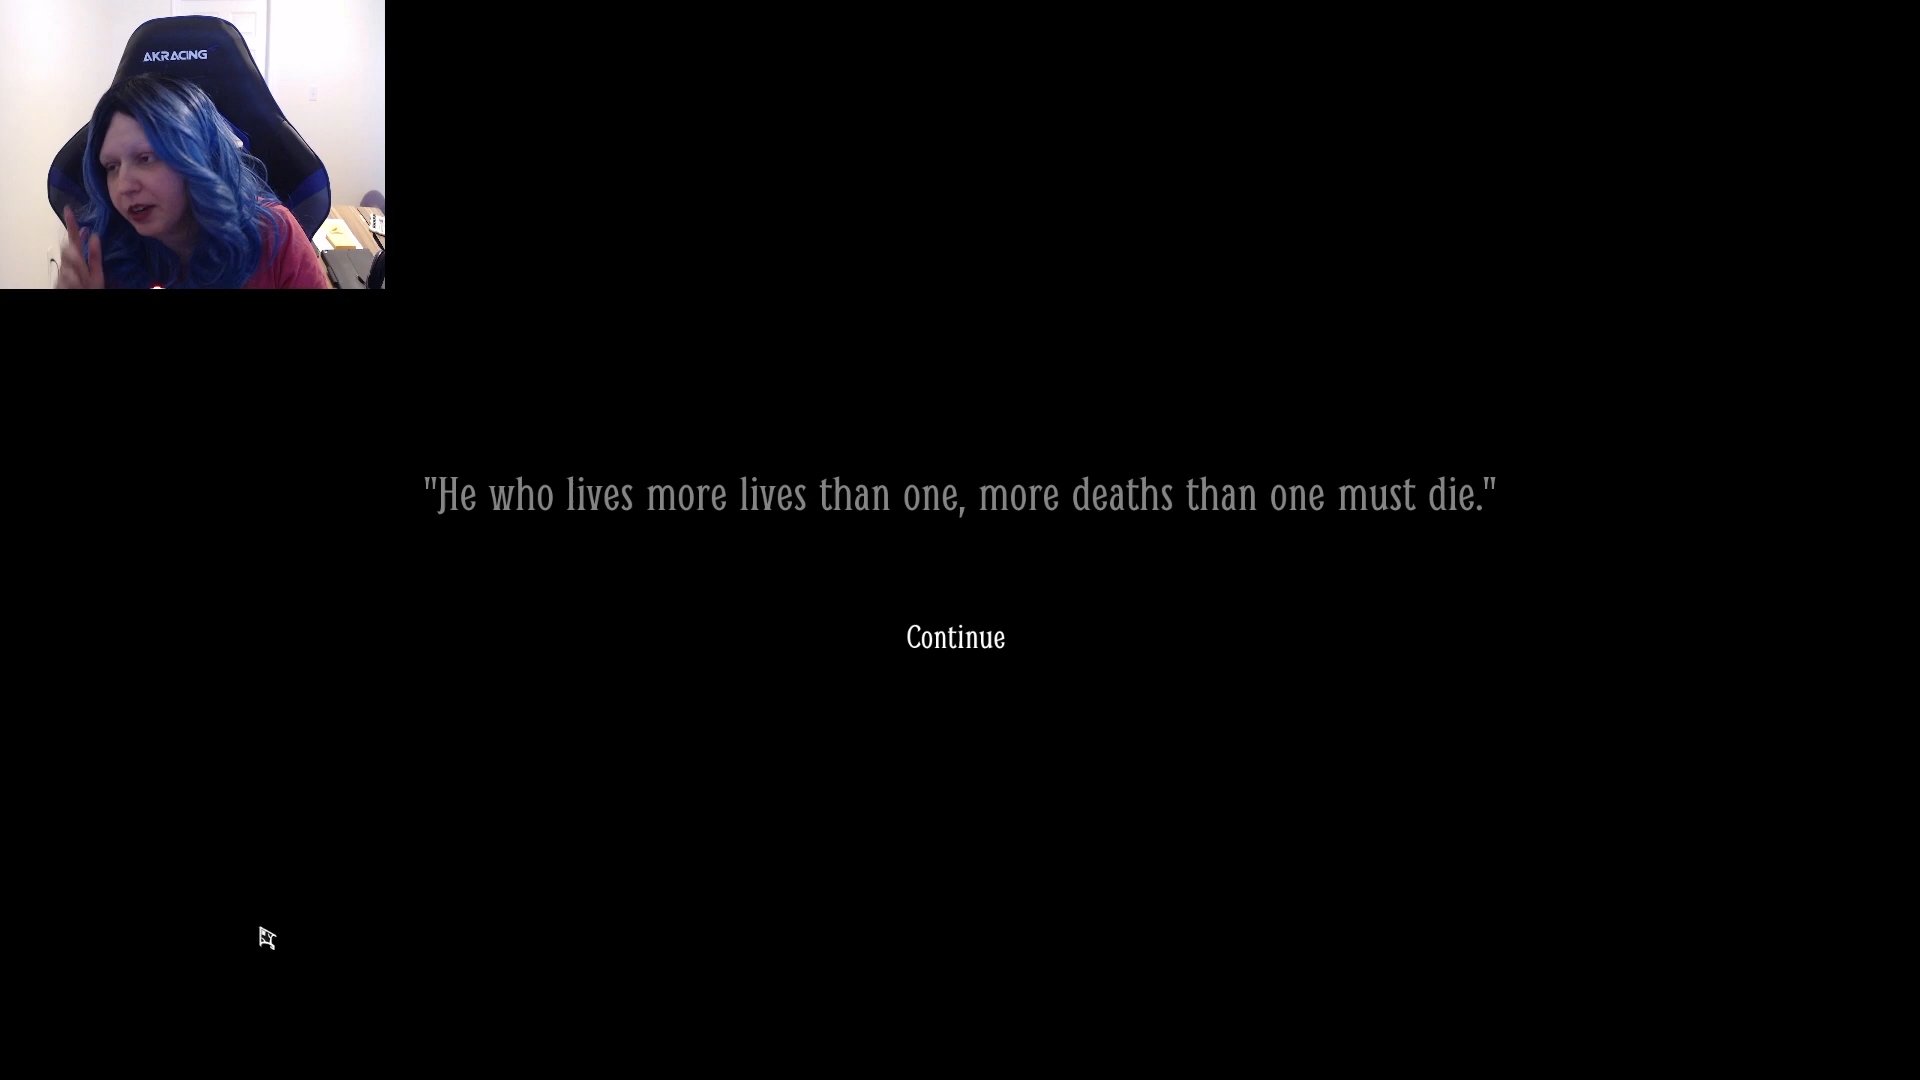 AKRACING
"He who lives more lives than one, more deaths than one must die."
Continue